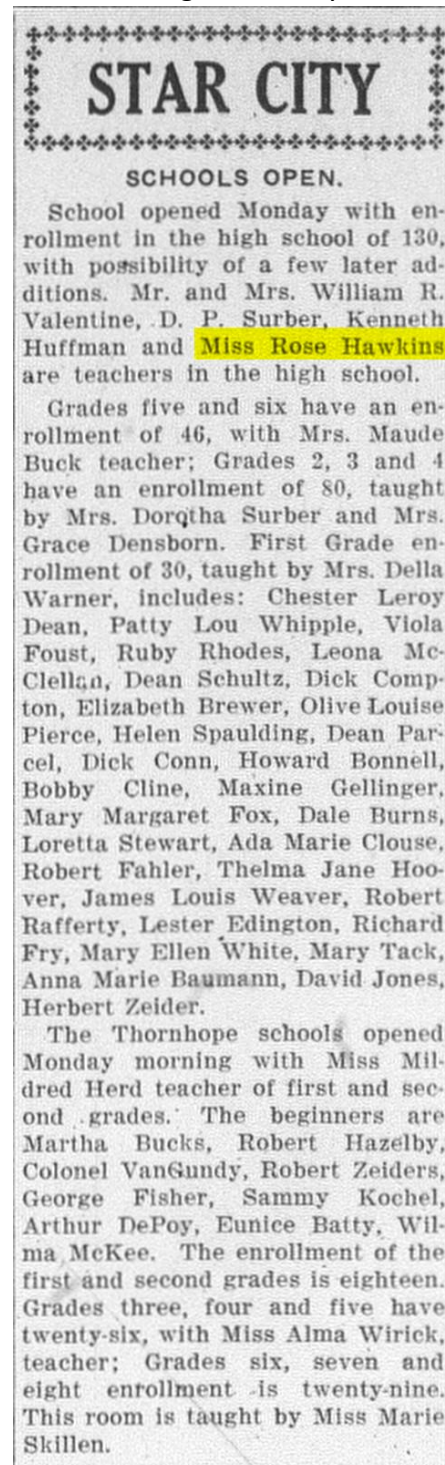 STAR CITY
SCHOOLS OPEN.
School opened Monday with en-
rollment in the high school of 130,
with possibility of a few later ad-
ditions. Mr. and Mrs. William R.
Valentine, D. P. Surber, Kenneth
Huffman and Miss Rose Hawkins
are teachers in the high school.
Grades five and six have an en-
rollment of 46, with Mrs. Maude
Buck teacher; Grades 2, 3 and 4
have an enrollment of 80, taught
by Mrs. Dorotha Surber and Mrs.
Grace Densborn. First Grade en-
rollment of 30, taught by Mrs. Della
Warner, includes: Chester Leroy
Dean, Patty Lou Whipple, Viola
Foust, Ruby Rhodes, Leona Mc-
Clellan, Dean Schultz, Dick Comp-
ton, Elizabeth Brewer, Olive Louise
Pierce, Helen Spaulding, Dean Par-
cel, Dick Conn, Howard Bonnell,
Bobby Cline, Maxine Gellinger,
Mary Margaret Fox, Dale Burns,
Loretta Stewart, Ada Marie Clouse,
Robert Fahler, Thelma Jane Hoo-
ver, James Louis Weaver, Robert
Rafferty, Lester Edington, Richard
Fry, Mary Ellen White, Mary Tack,
Anna Marie Baumann, David Jones,
Herbert Zeider.
The Thornhope schools opened
Monday morning with Miss Mil-
dred Herd teacher of first and sec-
ond grades. The beginners are
Martha Bucks, Robert Hazelby,
Colonel VanGundy, Robert Zeiders,
George Fisher, Sammy Kochel,
Arthur DePoy, Eunice Batty, Wil-
ma McKee. The enrollment of the
first and second grades is eighteen.
Grades three, four and five have
twenty-six, with Miss Alma Wirick,
teacher; Grades six, seven and
eight enrollment is twenty-nine.
This room is taught by Miss Marie
Skillen.